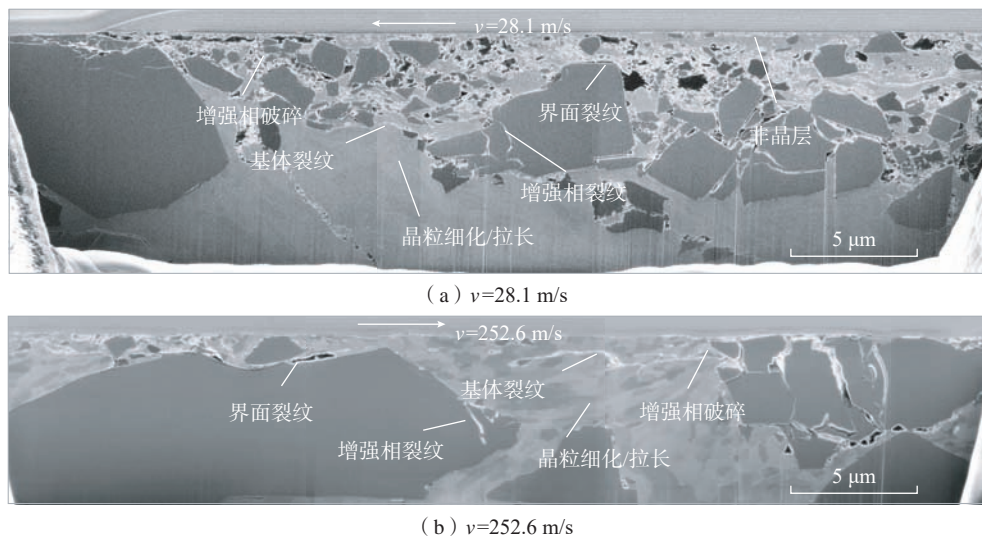 v=28.1 m/s
增强相破碎
界面裂纹
基体裂纹
非晶层
增强相裂纹
晶粒细化/拉长
5 μm
（a）v=28.1 m/s
v=252.6 m/s
基体裂纹
界面裂纹
增强相破碎
增强相裂纹
晶粒细化/拉长
5 μm
（b）v=252.6 m/s